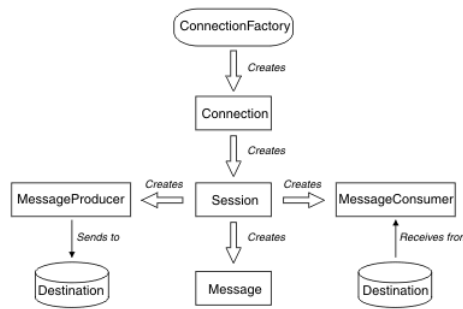 ConnectionFactory
Creates
Connection
Creates
MessageProducer
Creates
Session
Creates
MessageConsumer
Sends to
Creates
Receives fror
Destination
Message
Destination